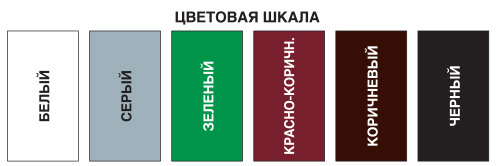 ЦВЕТОВАЯ ШКАЛА
БЕЛЫЙ
СЕРЫЙ
ЗЕЛЕНЫЙ
КРАСНО-КОРИЧН.
КОРИЧНЕВЫЙ
ЧЕРНЫЙ